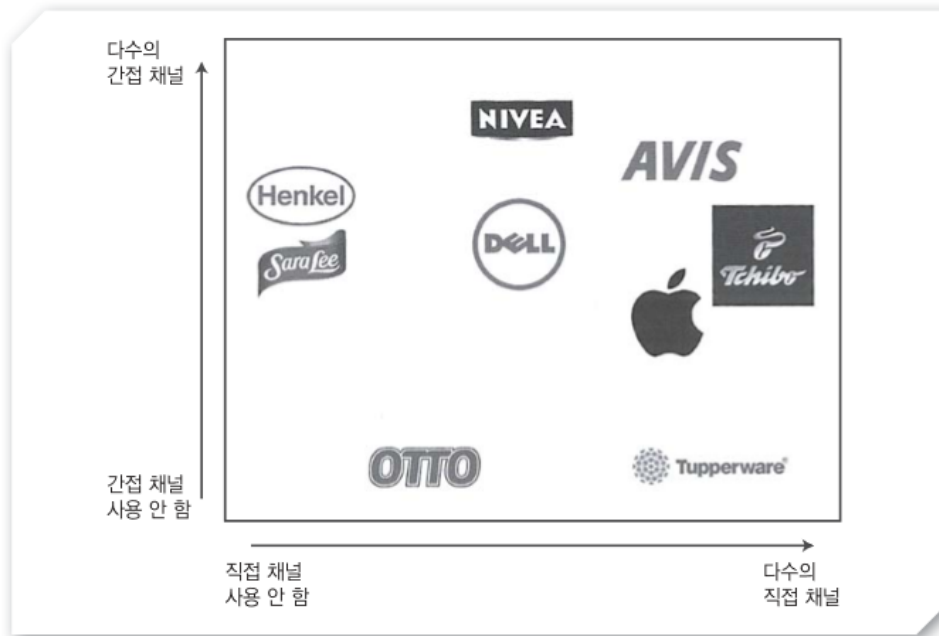 다수의
간접 채널
NIVEA
AVIS
Henkel
DELL
Sara Lee
Tchibo
OTTO
Tupperware®
간접 채널
사용 안 함
직접 채널
사용 안 함
다수의
직접 채널